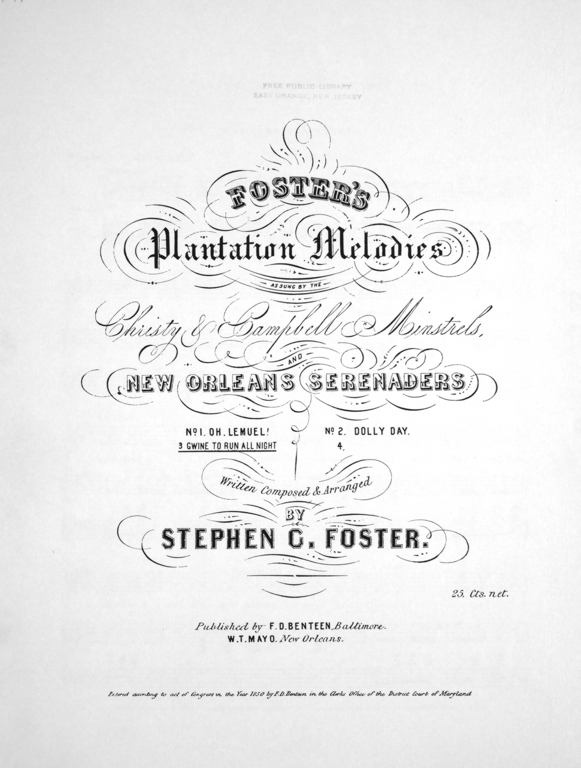 FREE PUBLIC LIBRARY
EAST ORANGE, NEW JERSEY
FOSTER'S
Plantation Melodies
AS SUNG BY THE
Christy & Campbell Minstrels,
AND
NEW ORLEANS SERENADERS
No 1. OH. LEMUEL! No 2. DOLLY DAY.
3 GWINE TO RUN ALL NIGHT 4.
Written Composed & Arranged
BY
STEPHEN C. FOSTER.
25. Cts. net.
Published by F. D. BENTEEN, Baltimore.
W. T. MAYO. New Orleans.
Entered according to act of Congress in the Year 1850 by F. D. Benteen in the Clerks Office of the District Court of Maryland